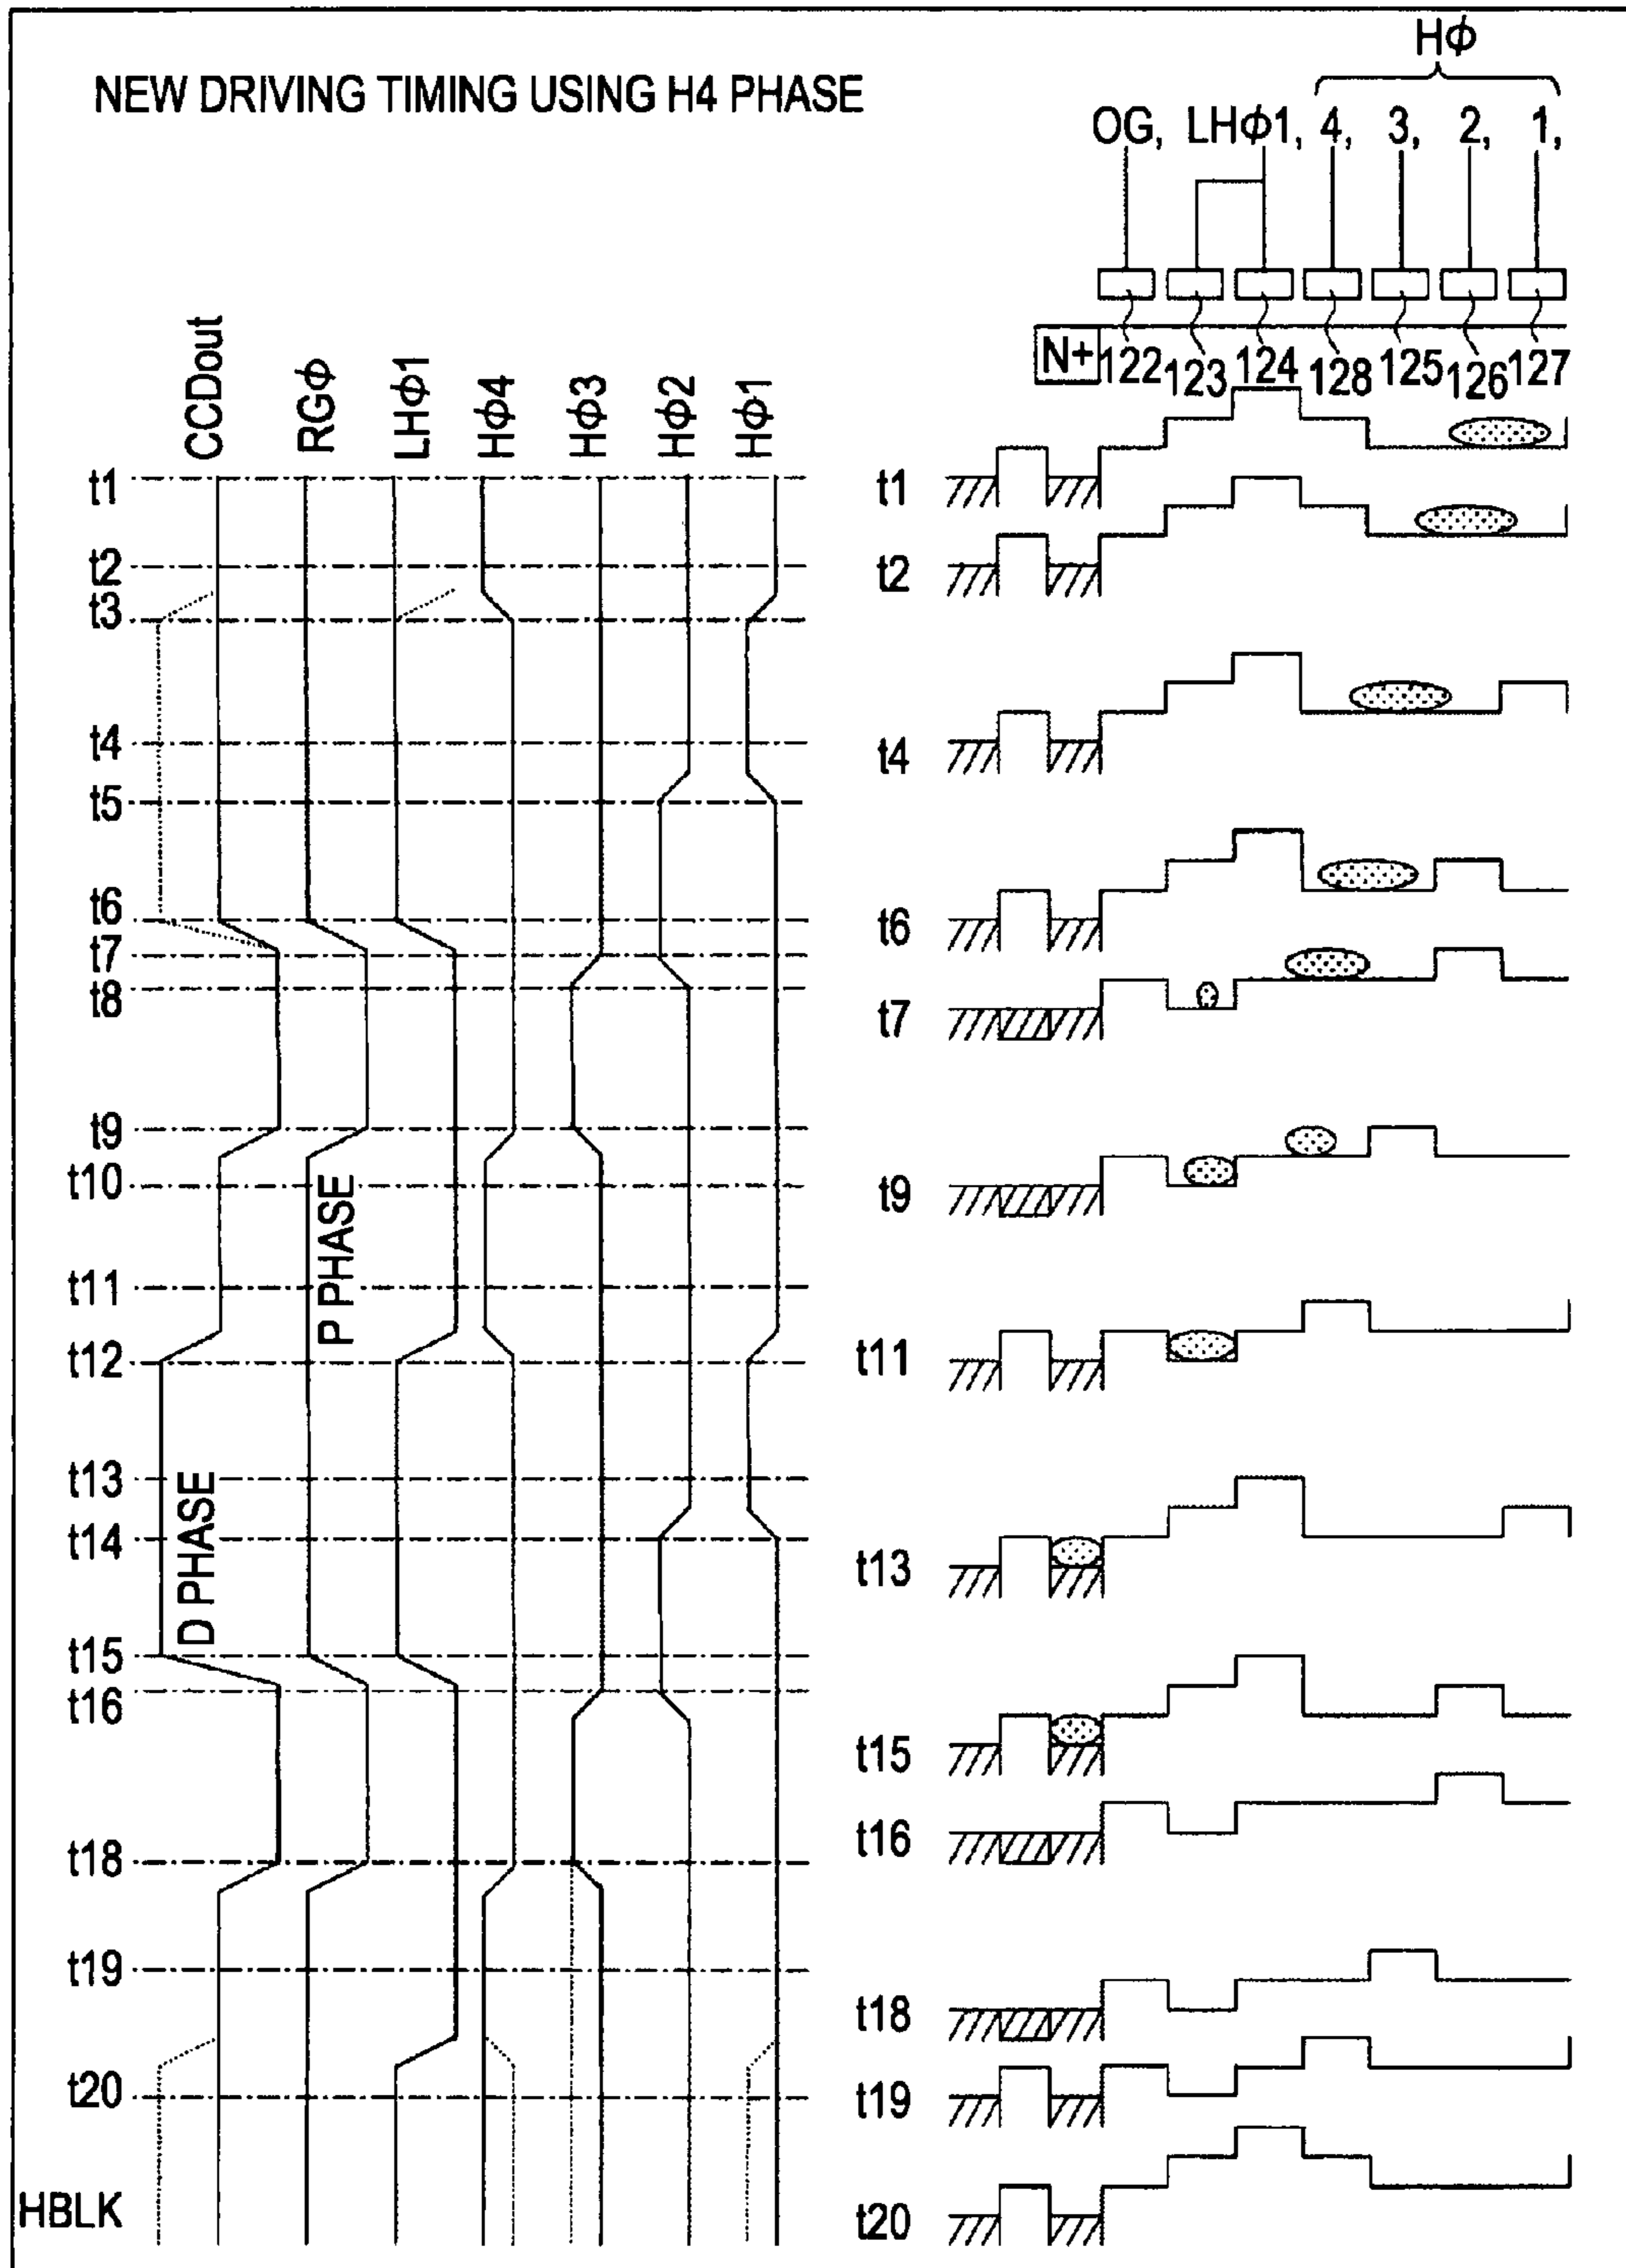 NEW DRIVING TIMING USING H4 PHASE
Hϕ
OG, LHϕ1, 4, 3, 2, 1,
N+ 122 123 124 128 125 126 127
CCDout RGϕ LHϕ1 Hϕ4 Hϕ3 Hϕ2 Hϕ1
t1
t2
t3
t4
t5
t6
t7
t8
t9
t10
t11
t12
t13
t14
t15
t16
t18
t19
t20
HBLK
P PHASE
D PHASE
t1
t2
t4
t6
t7
t9
t11
t13
t15
t16
t18
t19
t20